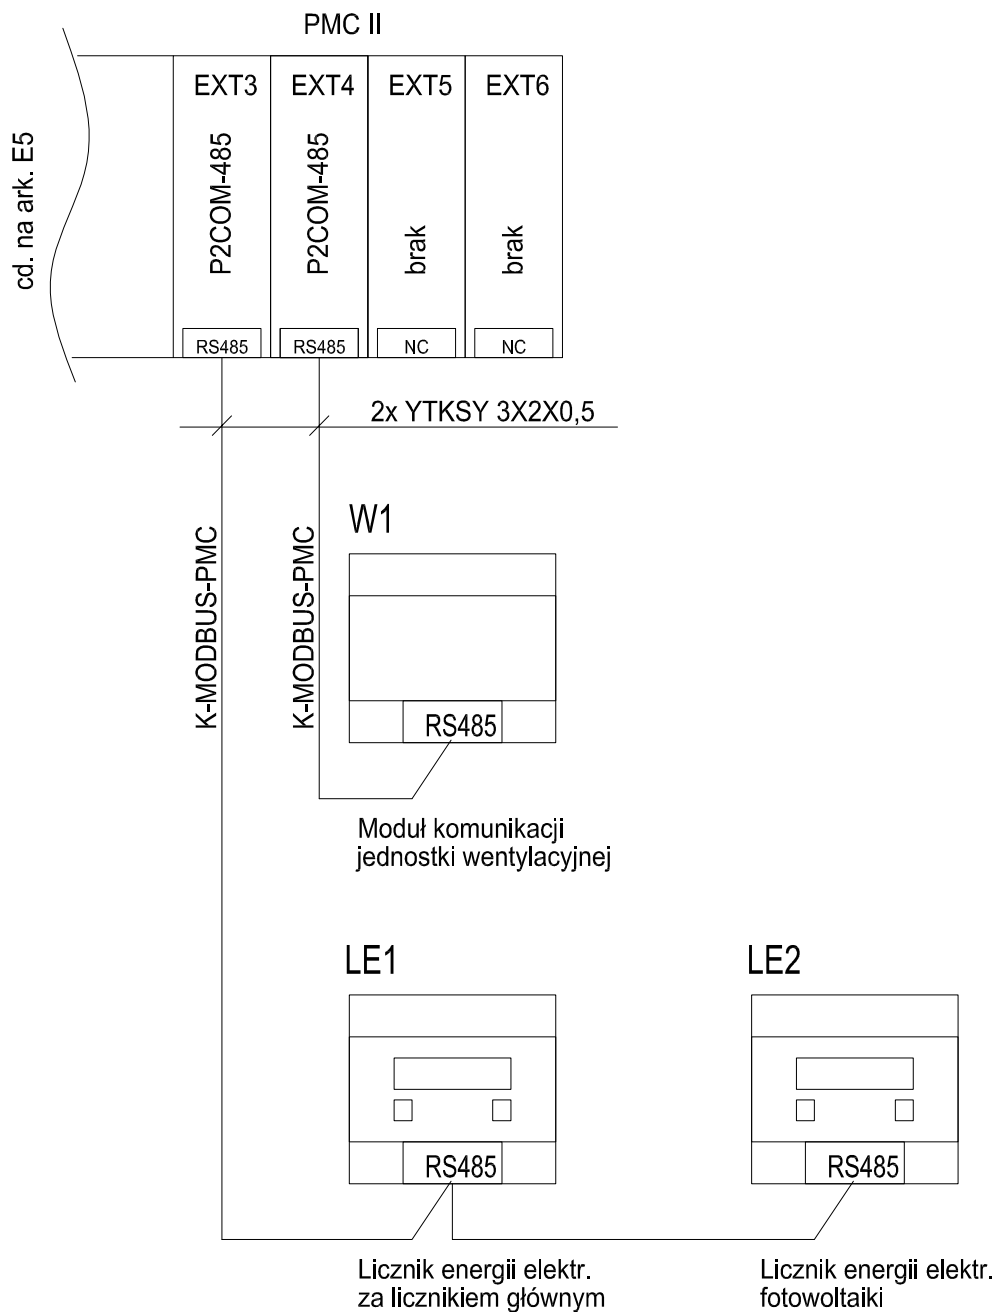 PMC II
cd. na ark. E5
EXT3
EXT4
EXT5
EXT6
P2COM-485
P2COM-485
brak
brak
RS485
RS485
NC
NC
2x YTKSY 3X2X0,5
K-MODBUS-PMC
K-MODBUS-PMC
W1
RS485
Moduł komunikacji
jednostki wentylacyjnej
LE1
LE2
RS485
RS485
Licznik energii elektr.
za licznikiem głównym
Licznik energii elektr.
fotowoltaiki